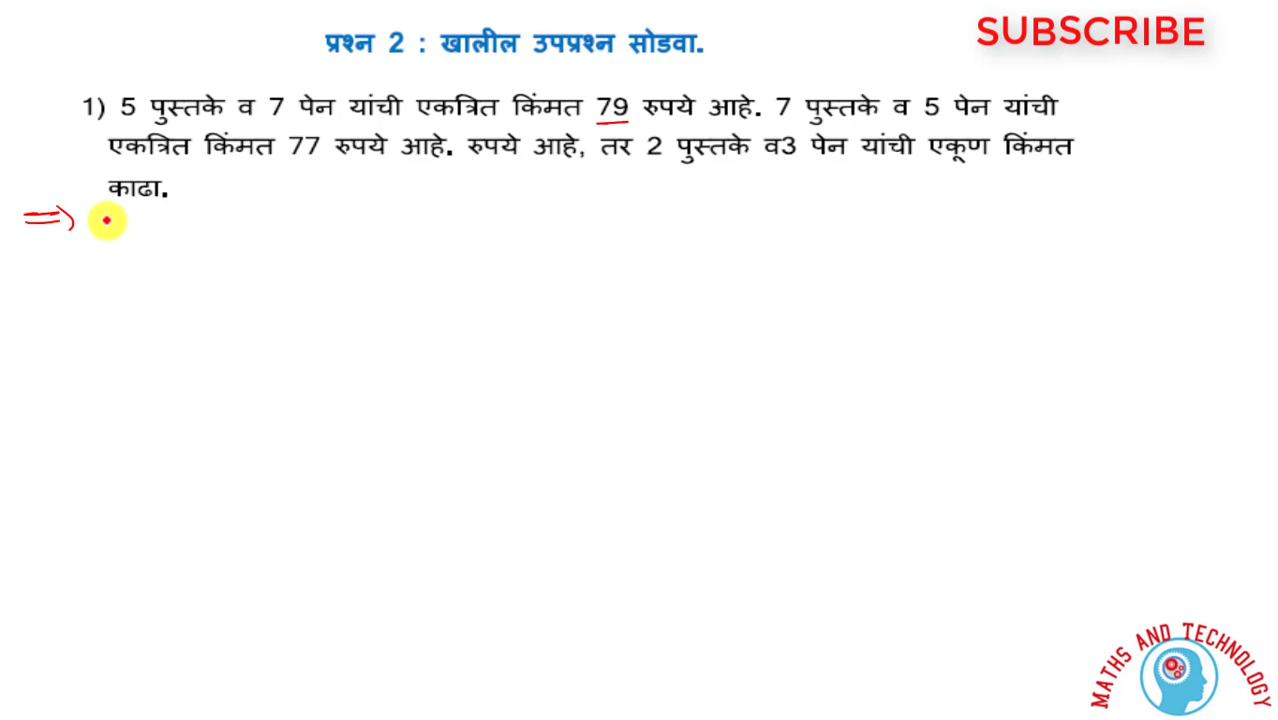 SUBSCRIBE
प्रश्न 2 : खालील उपप्रश्न सोडवा.
1) 5 पुस्तके व 7 पेन यांची एकत्रित किंमत 79 रुपये आहे. 7 पुस्तके व 5 पेन यांची
एकत्रित किंमत 77 रुपये आहे. रुपये आहे, तर 2 पुस्तके व3 पेन यांची एकूण किंमत
काढा.
MATHS AND TECHNOLOGY